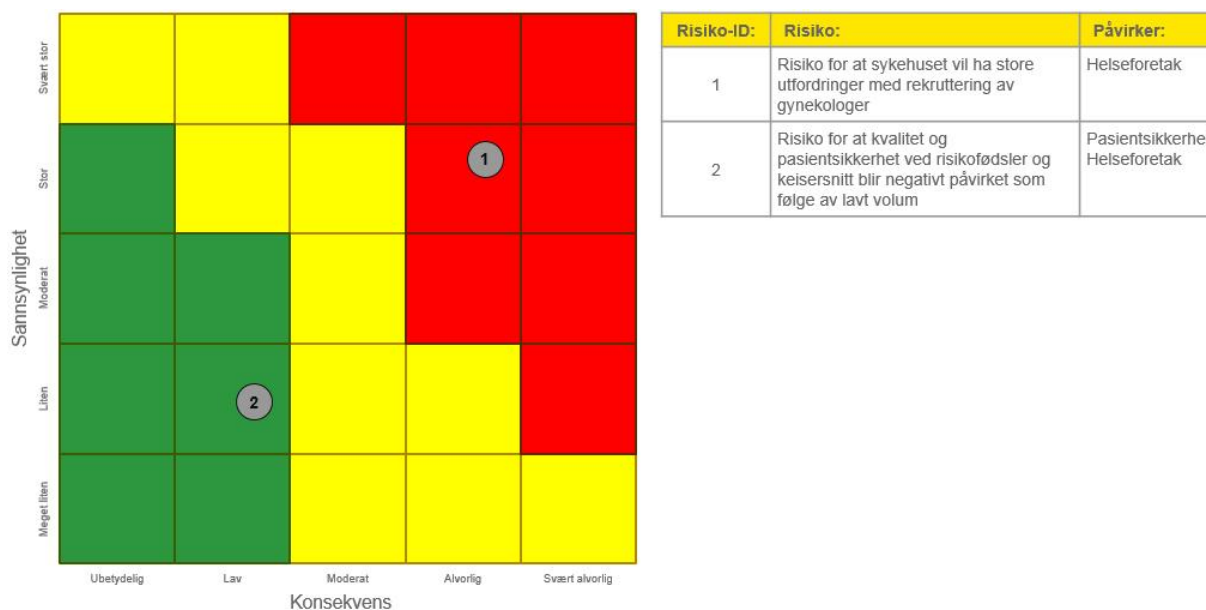 Sannsynlighet
Svært stor
Stor
Moderat
Liten
Meget liten
1
2
Ubetydelig
Lav
Moderat
Alvorlig
Svært alvorlig
Konsekvens
Risiko-ID:
Risiko:
Påvirker:
1
Risiko for at sykehuset vil ha store
utfordringer med rekruttering av
gynekologer
Helseforetak
2
Risiko for at kvalitet og
pasientsikkerhet ved risikofødsler og
keisersnitt blir negativt påvirket som
følge av lavt volum
Pasientsikkerhe
Helseforetak